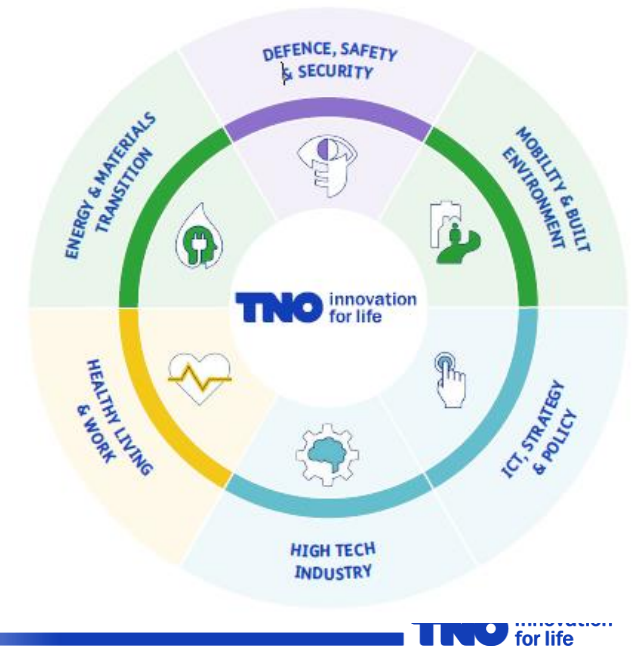 DEFENCE, SAFETY
& SECURITY
MOBILITY & BUILT
ENVIRONMENT
ICT, STRATEGY
& POLICY
HIGH TECH
INDUSTRY
HEALTHY LIVING
& WORK
ENERGY & MATERIALS
TRANSITION
TNO innovation
for life
TNO innovation
for life